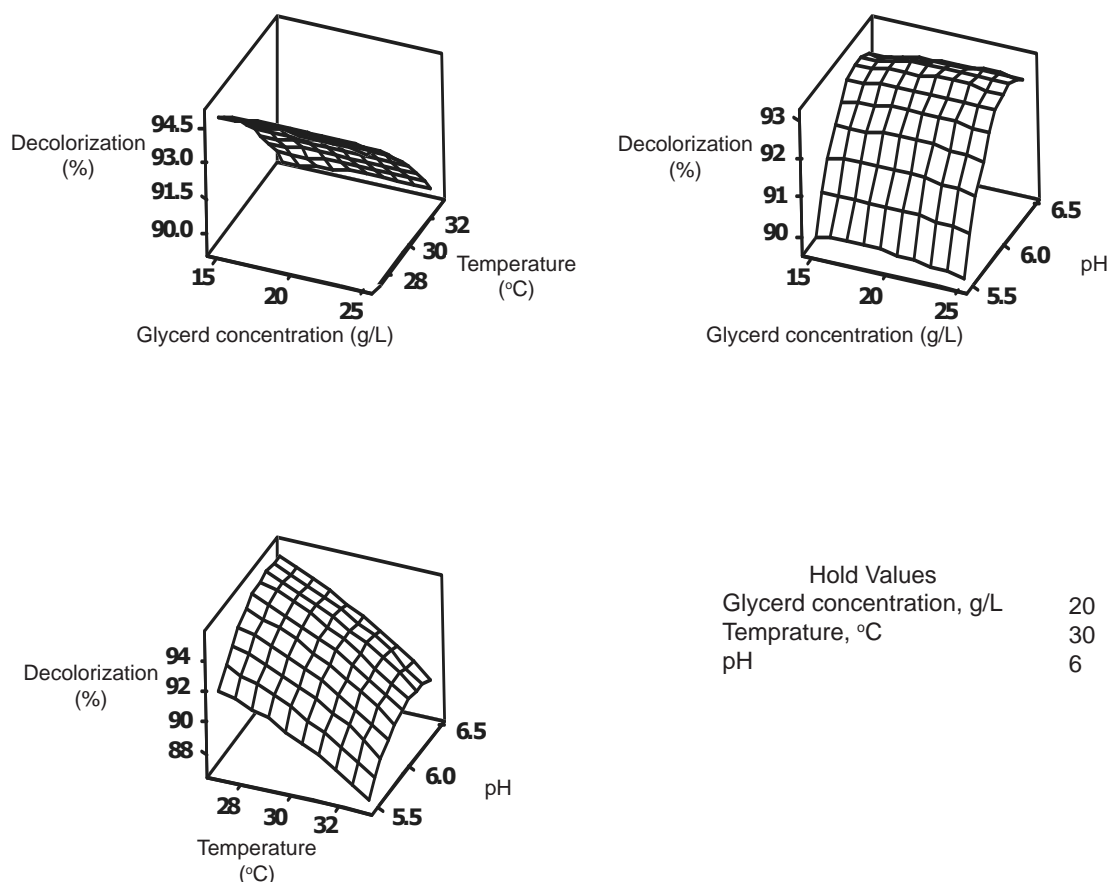 Decolorization
(%)
94.5
93.0
91.5
90.0
15
20
25
32
30
28
Temperature
(°C)
Glycerd concentration (g/L)
Decolorization
(%)
93
92
91
90
15
20
25
6.5
6.0
5.5
pH
Glycerd concentration (g/L)
Decolorization
(%)
94
92
90
88
28
30
32
6.5
6.0
5.5
pH
Temperature
(°C)
Hold Values
Glycerd concentration, g/L 20
Temprature, °C 30
pH 6